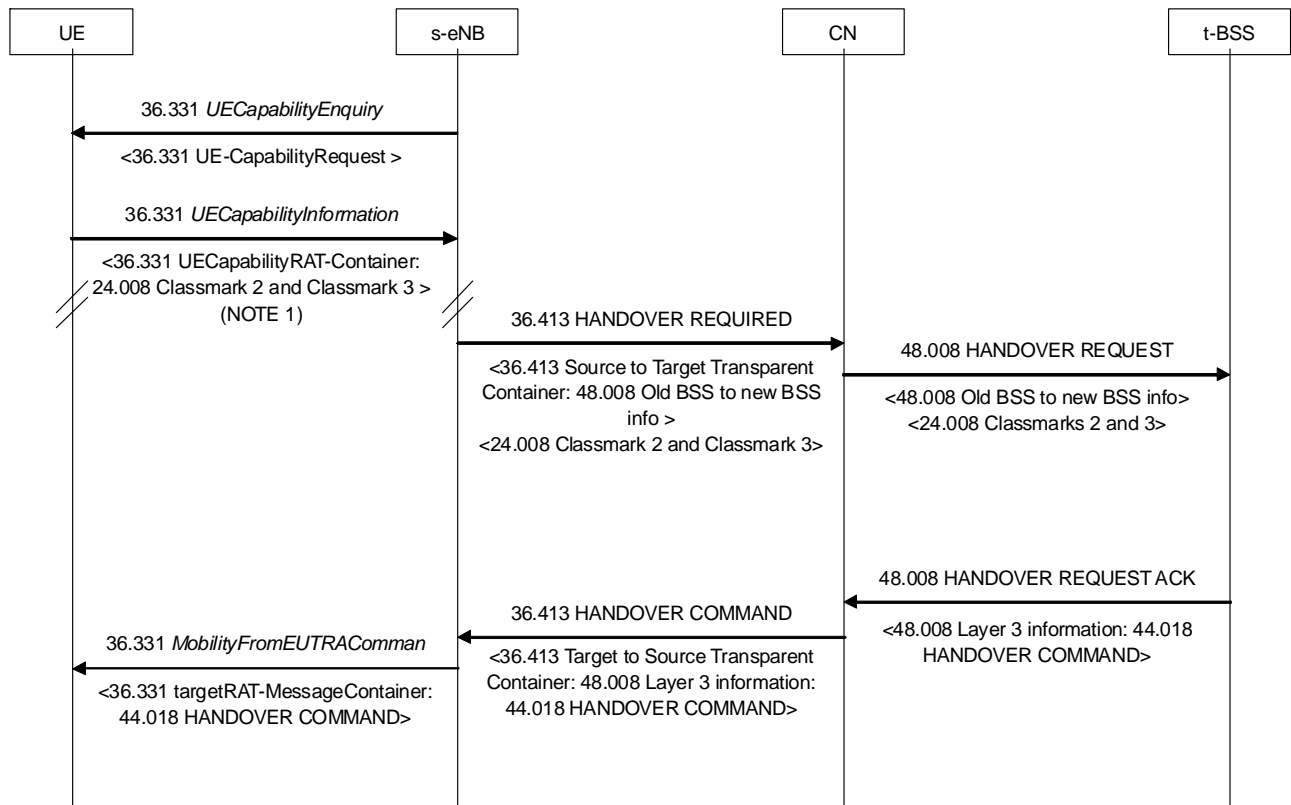 UE
s-eNB
CN
t-BSS
36.331 UECapabilityEnquiry
<36.331 UE-CapabilityRequest >
36.331 UECapabilityInformation
<36.331 UECapabilityRAT-Container:
24.008 Classmark 2 and Classmark 3 >
(NOTE 1)
36.413 HANDOVER REQUIRED
<36.413 Source to Target Transparent
Container: 48.008 Old BSS to new BSS
info >
<24.008 Classmark 2 and Classmark 3>
48.008 HANDOVER REQUEST
<48.008 Old BSS to new BSS info>
<24.008 Classmarks 2 and 3>
48.008 HANDOVER REQUEST ACK
<48.008 Layer 3 information: 44.018
HANDOVER COMMAND>
36.413 HANDOVER COMMAND
<36.413 Target to Source Transparent
Container: 48.008 Layer 3 information:
44.018 HANDOVER COMMAND>
36.331 MobilityFromEUTRAComman
<36.331 targetRAT-MessageContainer:
44.018 HANDOVER COMMAND>